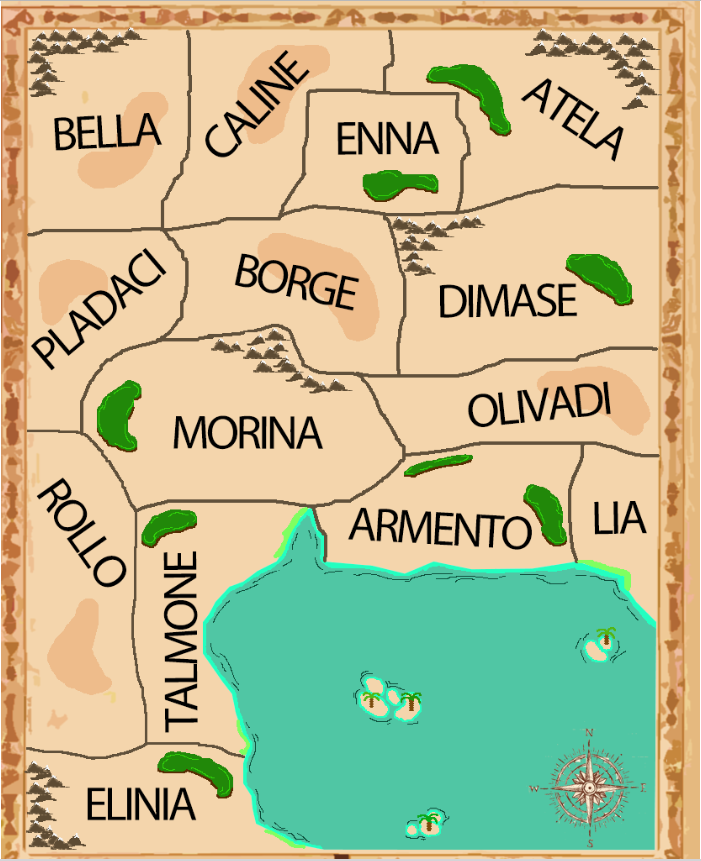 BELLA
CALINE
ENNA
ATELA
PLADACI
BORGE
DIMASE
MORINA
OLIVADI
ROLLO
TALMONE
ARMENTO
LIA
ELINIA
N
W
I
S